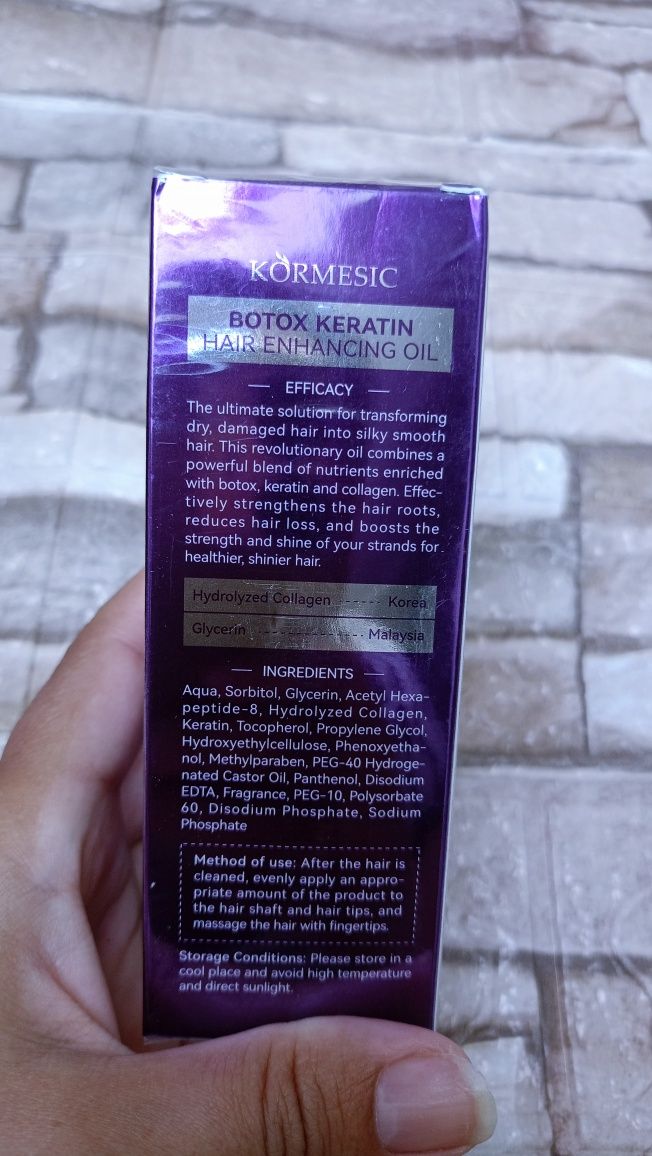 KORMESIC
BOTOX KERATIN
HAIR ENHANCING OIL
EFFICACY
The ultimate solution for transforming
dry, damaged hair into silky smooth
hair. This revolutionary oil combines a
powerful blend of nutrients enriched
with botox, keratin and collagen. Effec-
tively strengthens the hair roots,
reduces hair loss, and boosts the
strength and shine of your strands for
healthier, shinier hair.
Hydrolyzed Collagen ------ Korea
Glycerin ------------- Malaysia
INGREDIENTS
Aqua, Sorbitol, Glycerin, Acetyl Hexa-
peptide-8, Hydrolyzed Collagen,
Keratin, Tocopherol, Propylene Glycol,
Hydroxyethylcellulose, Phenoxyetha-
nol, Methylparaben, PEG-40 Hydroge-
nated Castor Oil, Panthenol, Disodium
EDTA, Fragrance, PEG-10, Polysorbate
60, Disodium Phosphate, Sodium
Phosphate
Method of use: After the hair is
cleaned, evenly apply an appro-
priate amount of the product to
the hair shaft and hair tips, and
massage the hair with fingertips.
Storage Conditions: Please store in a
cool place and avoid high temperature
and direct sunlight.